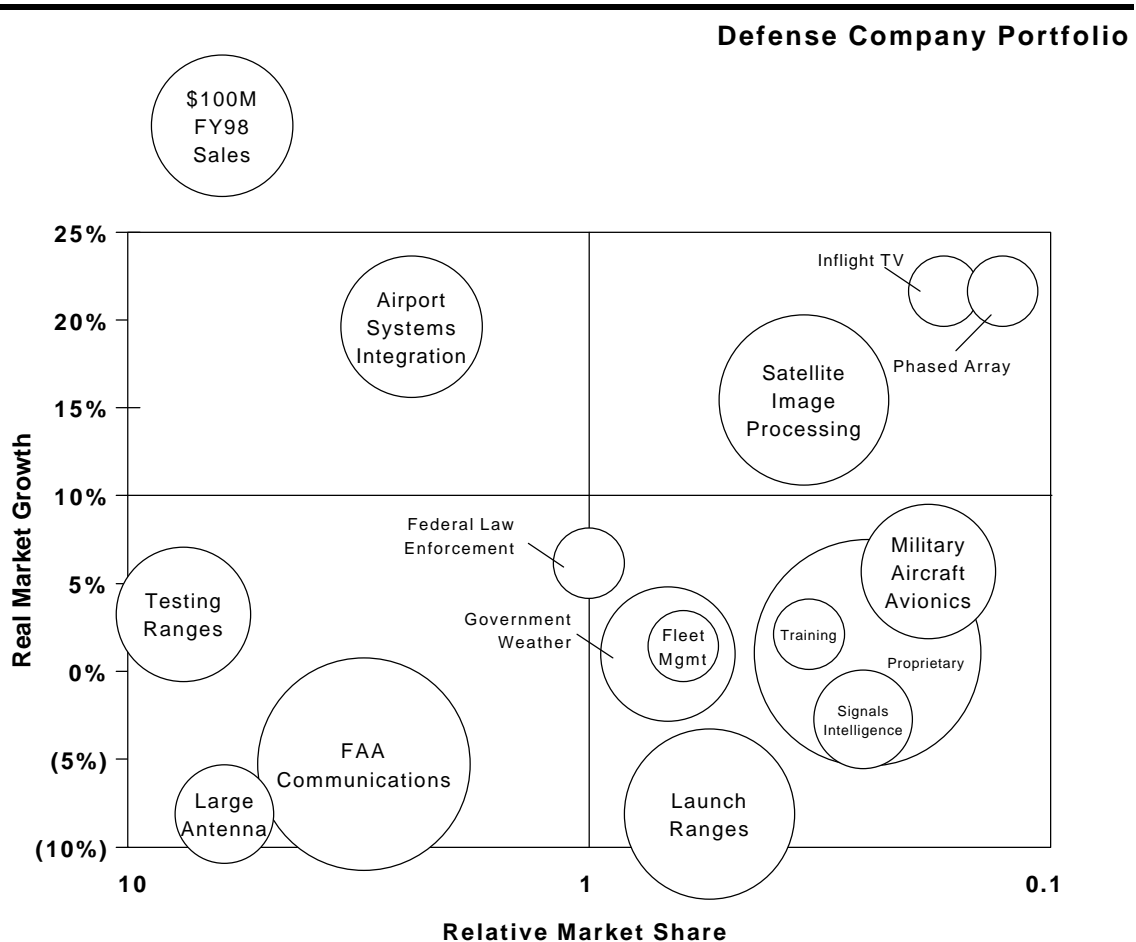 Defense Company Portfolio
$100M
FY98
Sales
25%
20%
15%
10%
5%
0%
(5%)
(10%)
Real Market Growth
Airport
Systems
Integration
Inflight TV
Phased Array
Satellite
Image
Processing
Federal Law
Enforcement
Military
Aircraft
Avionics
Testing
Ranges
Government
Weather
Fleet
Mgmt
Training
Proprietary
Signals
Intelligence
FAA
Communications
Large
Antenna
Launch
Ranges
10
1
0.1
Relative Market Share